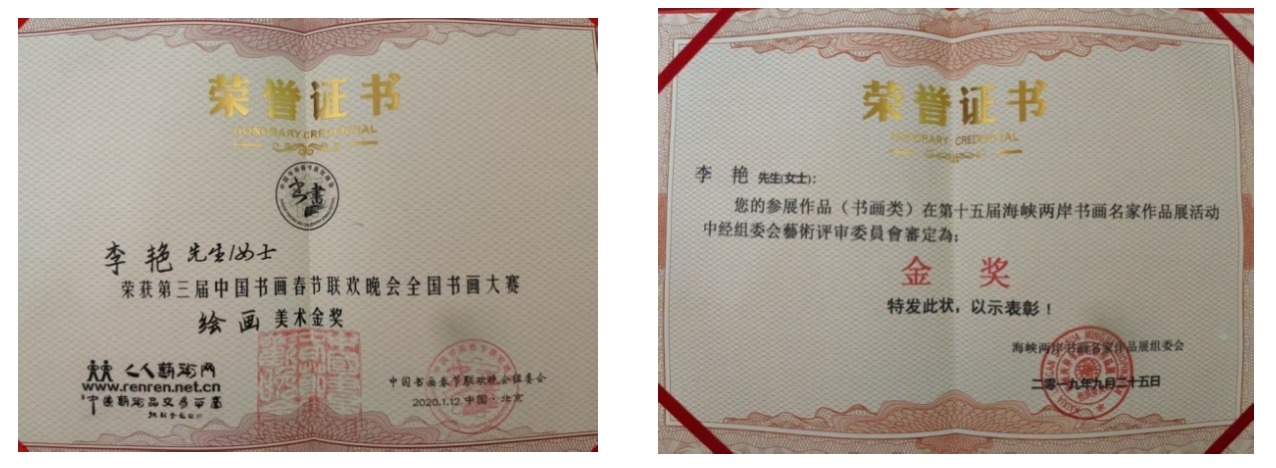 荣誉证书
HONORARY CREDENTIAL
李 艳 先生/女士
荣获第三届中国书画春节联欢晚会全国书画大赛
绘 画 美术金奖
人人藝術网
www.renren.net.cn
中国书画春节联欢晚会组委会
2020.1.12 中国·北京
荣誉证书
HONORARY CREDENTIAL
李 艳 先生(女士):
您的参展作品（书画类）在第十五届海峡两岸书画名家作品展活动
中经组委会藝術评审委員會審定為:
金 奖
特发此状，以示表彰！
海峡两岸书画名家作品展组委会
二零一九年九月二十五日